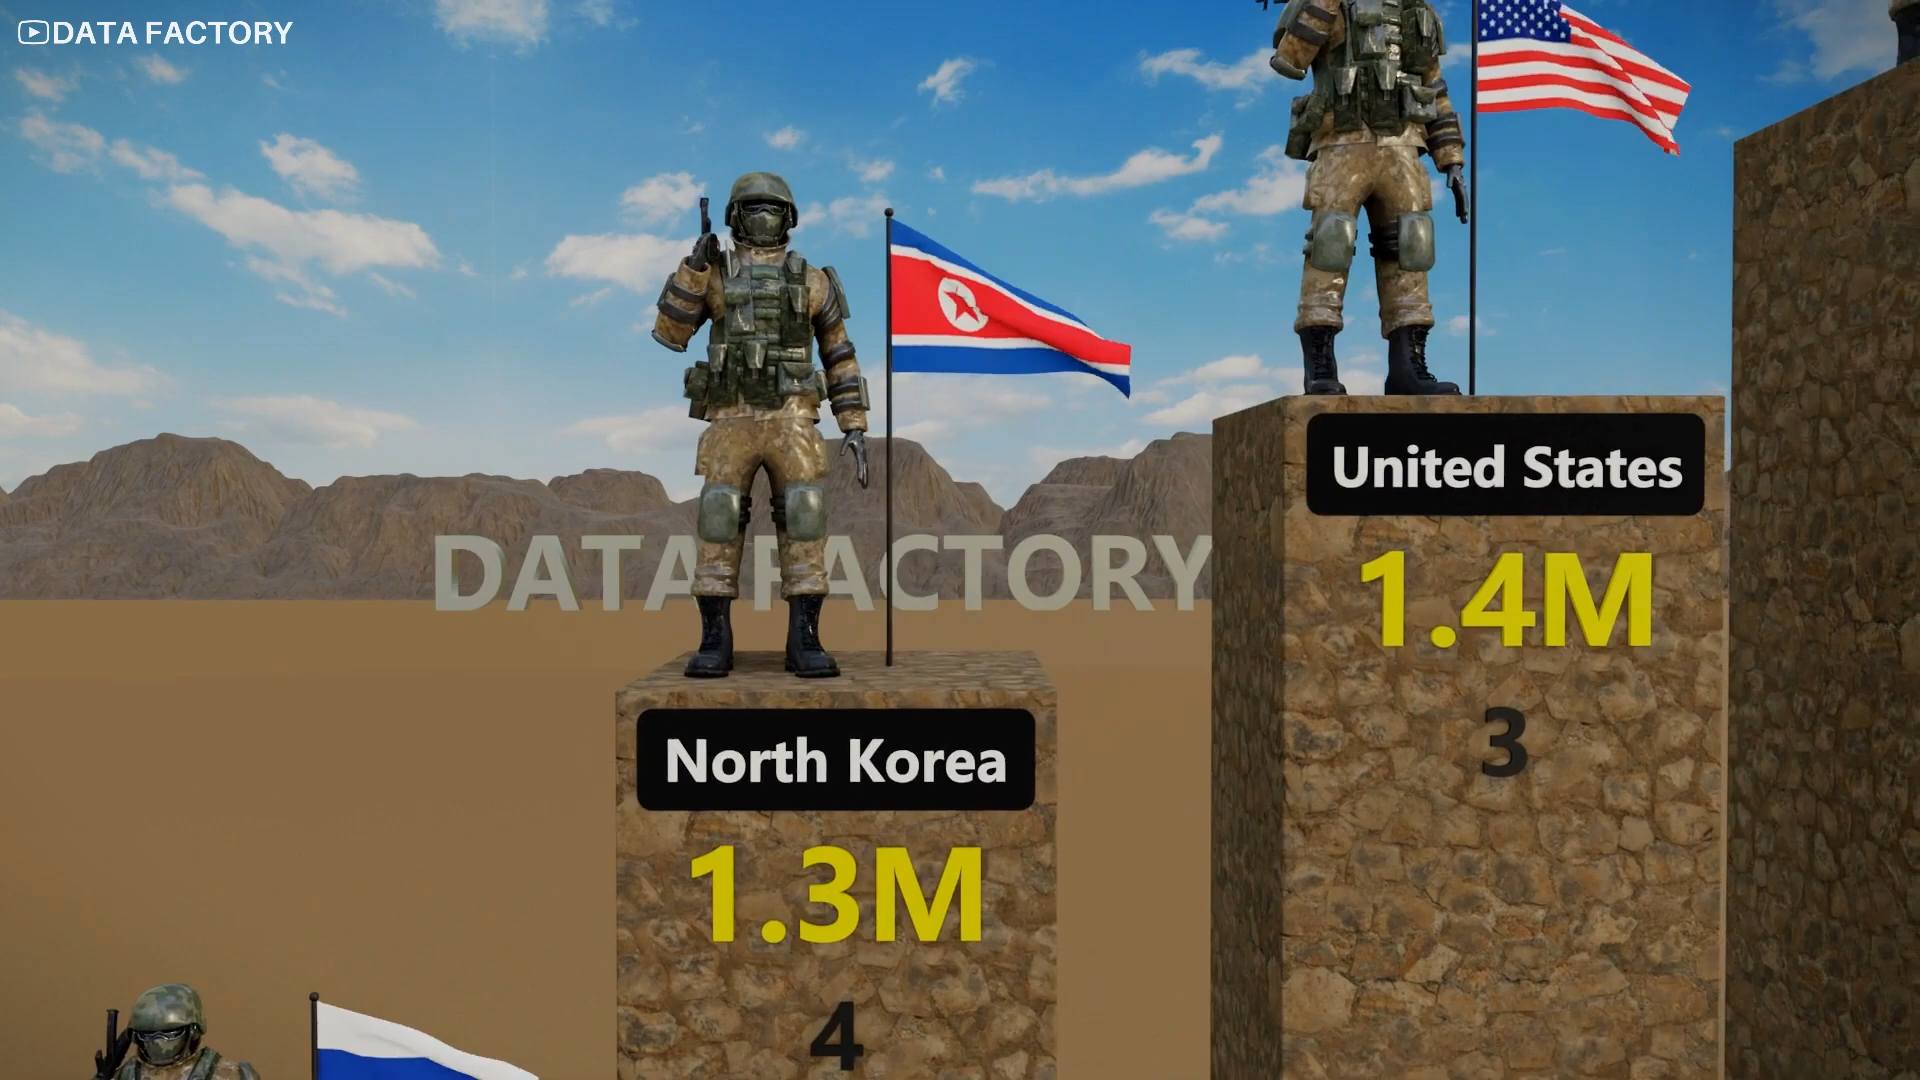 DATA FACTORY
United States
1.4M
3
DATA FACTORY
North Korea
1.3M
4